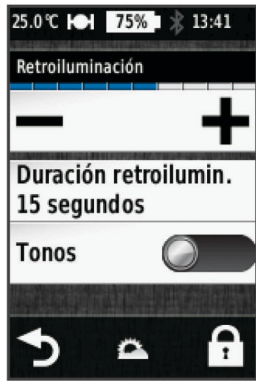 25.0 ℃ 75% 13:41
Retroiluminación
Duración retroilumin.
15 segundos
Tonos